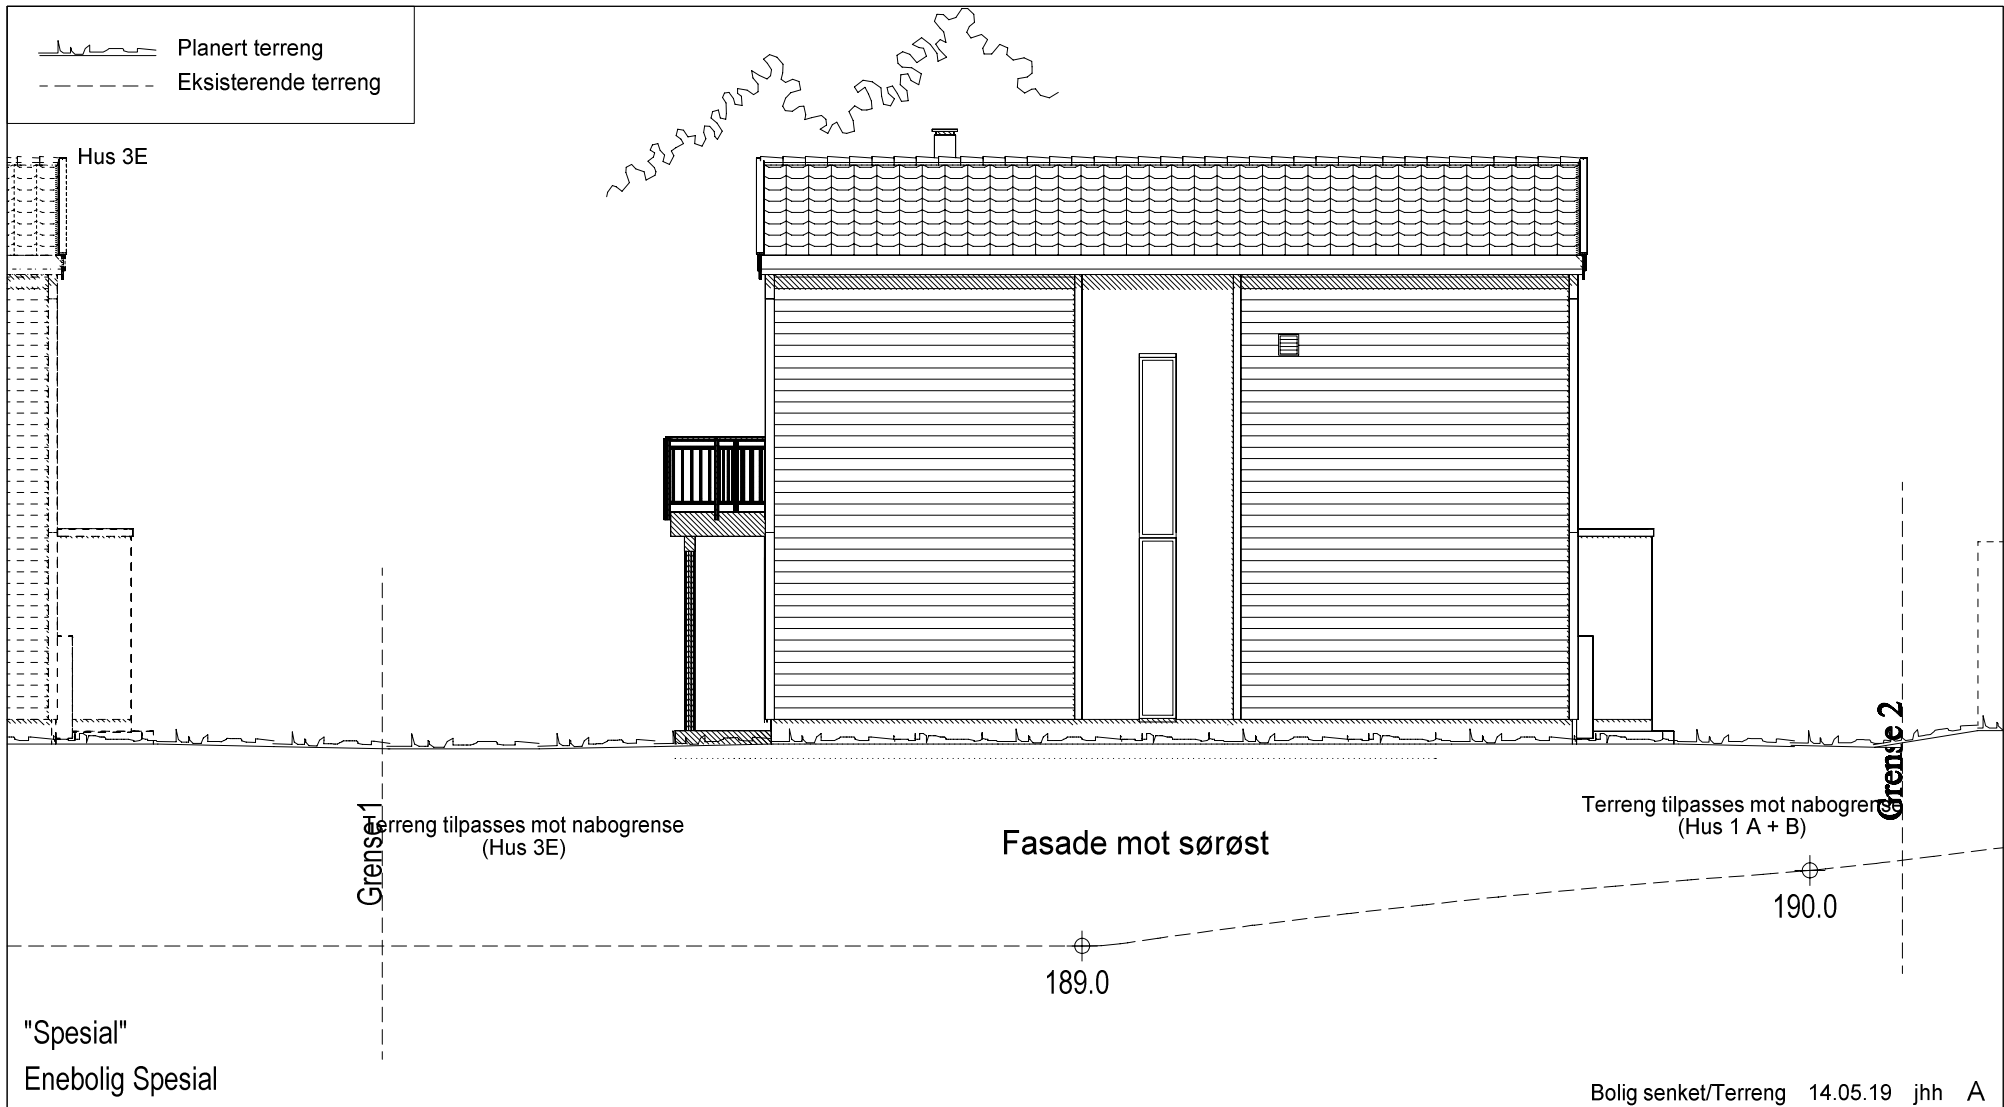 Planert terreng
Eksisterende terreng
Hus 3E
Grense 1
Terreng tilpasses mot nabogrense
(Hus 3E)
Fasade mot sørøst
Terreng tilpasses mot nabogrense
(Hus 1 A + B)
Grense 2
190.0
189.0
"Spesial"
Enebolig Spesial
Bolig senket/Terreng 14.05.19 jhh A